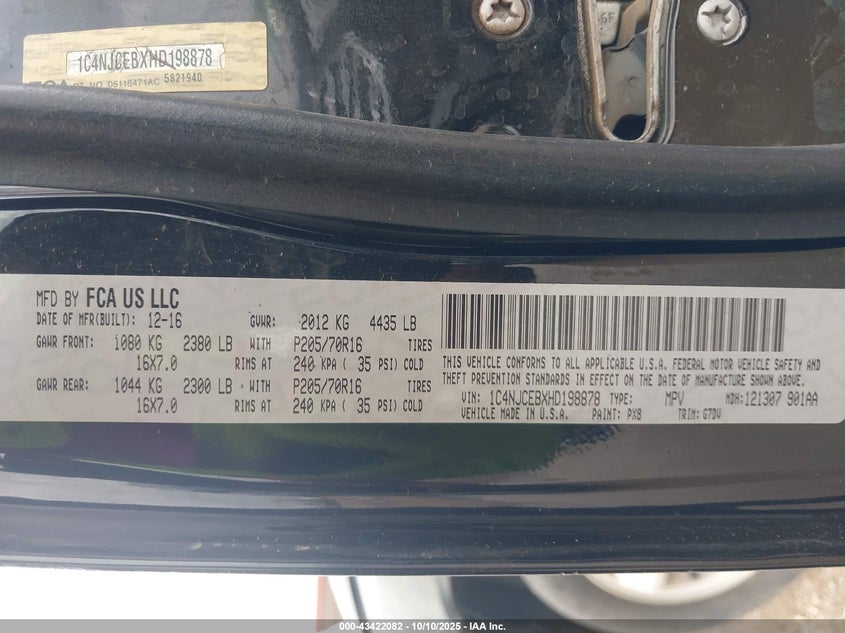 1C4NJCEBXHD198878
PT. NO. 05116471AC 5821940
6F
MFD BY FCA US LLC
DATE OF MFR(BUILT): 12-16 GVWR: 2012 KG 4435 LB
GAWR FRONT: 1080 KG 2380 LB WITH P205/70R16 TIRES
16X7.0 RIMS AT 240 KPA ( 35 PSI) COLD
GAWR REAR: 1044 KG 2300 LB WITH P205/70R16 TIRES
16X7.0 RIMS AT 240 KPA ( 35 PSI) COLD
THIS VEHICLE CONFORMS TO ALL APPLICABLE U.S.A. FEDERAL MOTOR VEHICLE SAFETY AND
THEFT PREVENTION STANDARDS IN EFFECT ON THE DATE OF MANUFACTURE SHOWN ABOVE.
VIN: 1C4NJCEBXHD198878 TYPE: MPV MDH:121307 901AA
VEHICLE MADE IN U.S.A. PAINT: PX8 TRIM: G7DV
000-43422082 - 10/10/2025 - IAA Inc.